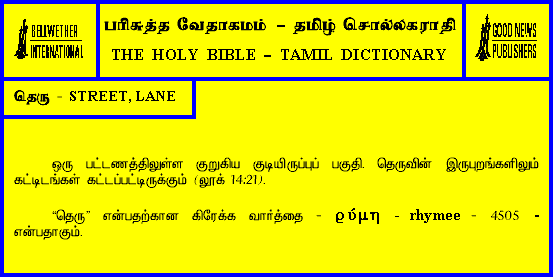 BELLWETHER
INTERNATIONAL
பரிசுத்த வேதாகமம் – தமிழ் சொல்லகராதி
THE HOLY BIBLE – TAMIL DICTIONARY
GOOD NEWS
PUBLISHERS
தெரு - STREET, LANE
ஒரு பட்டணத்திலுள்ள குறுகிய குடியிருப்புப் பகுதி. தெருவின் இருபுறங்களிலும்
கட்டிடங்கள் கட்டப்பட்டிருக்கும் (லூக் 14:21).
“தெரு” என்பதற்கான கிரேக்க வார்த்தை - ρύμη - rhymee - 4505 -
என்பதாகும்.